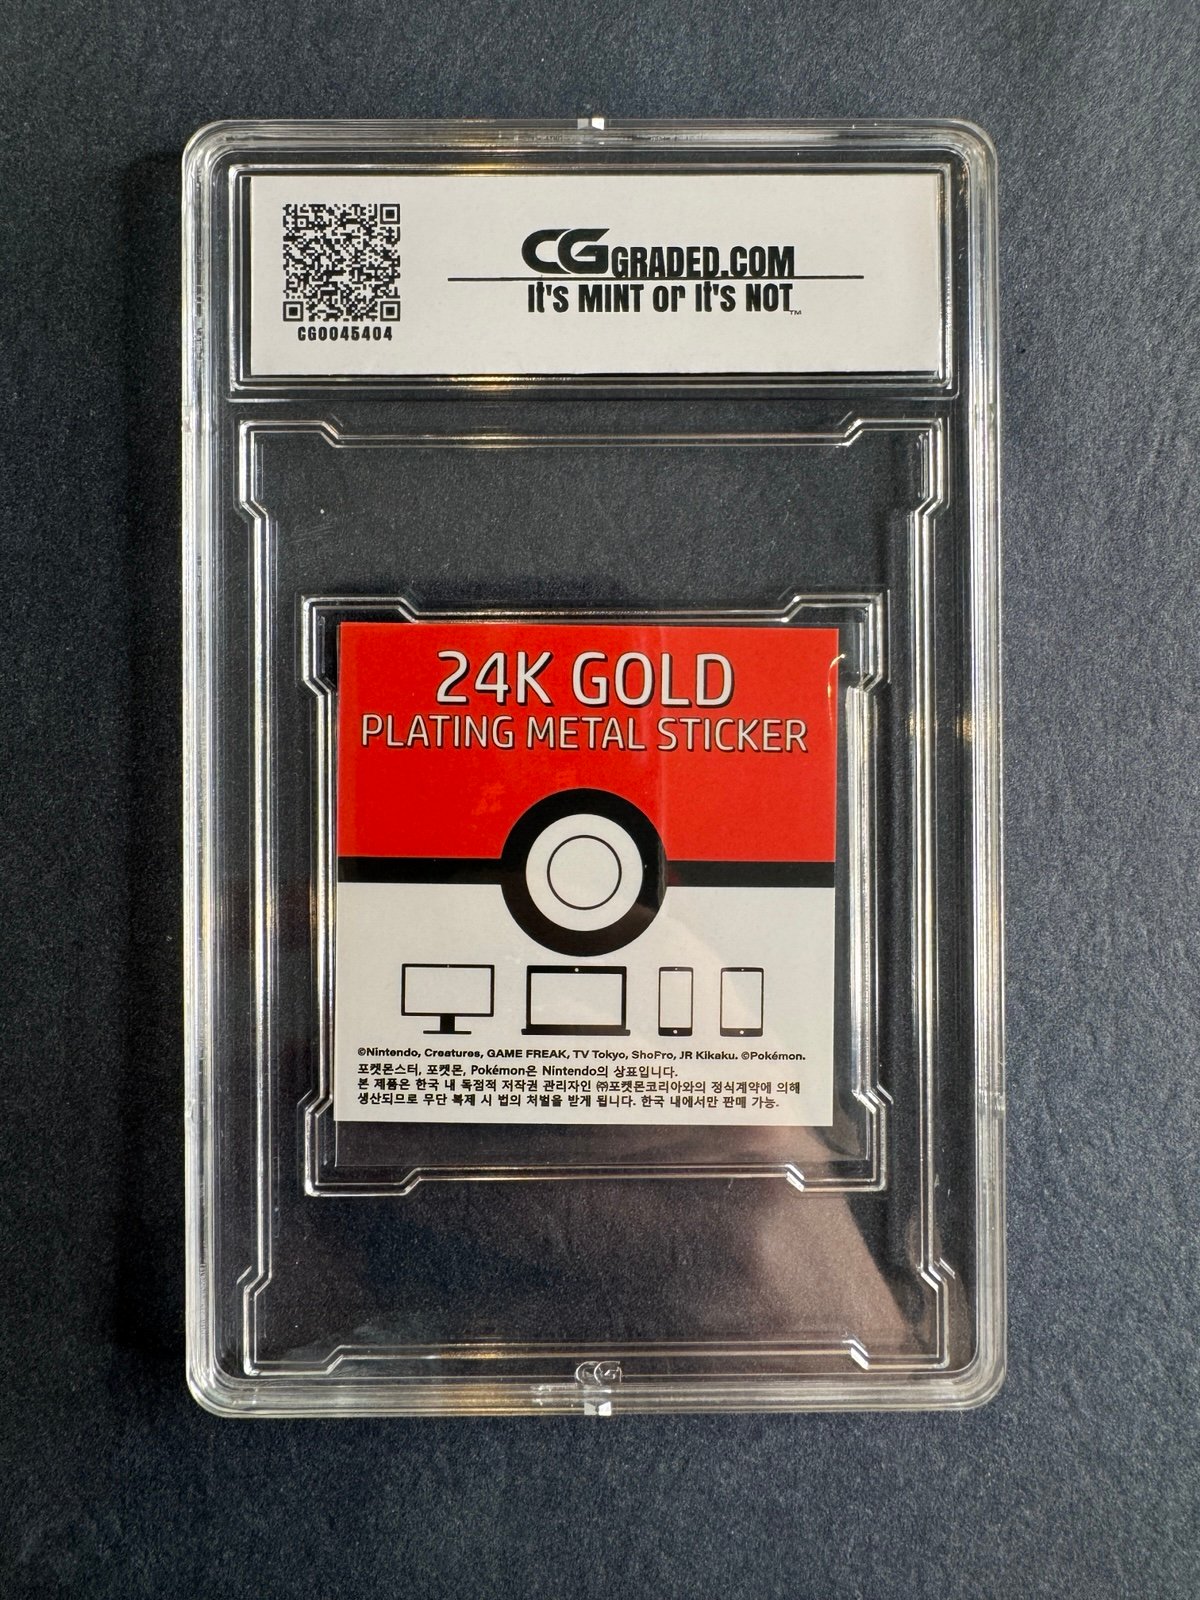 CGGRADED.COM
It's MINT or It's NOT™
CG0045404
24K GOLD
PLATING METAL STICKER
©Nintendo, Creatures, GAME FREAK, TV Tokyo, ShoPro, JR Kikaku. ©Pokémon.
포켓몬스터, 포켓몬, Pokémon은 Nintendo의 상표입니다.
본 제품은 한국 내 독점적 저작권 관리자인 ㈜포켓몬코리아와의 정식계약에 의해
생산되므로 무단 복제 시 법의 처벌을 받게 됩니다. 한국 내에서만 판매 가능.
CG